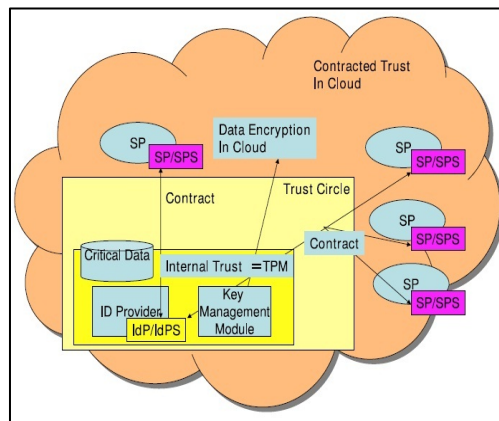 Contracted Trust
In Cloud
SP
SP/SPS
Data Encryption
In Cloud
SP
SP/SPS
Trust Circle
Contract
SP
SP/SPS
Contract
Critical Data
Internal Trust =TPM
SP
SP/SPS
ID Provider
IdP/IdPS
Key
Management
Module